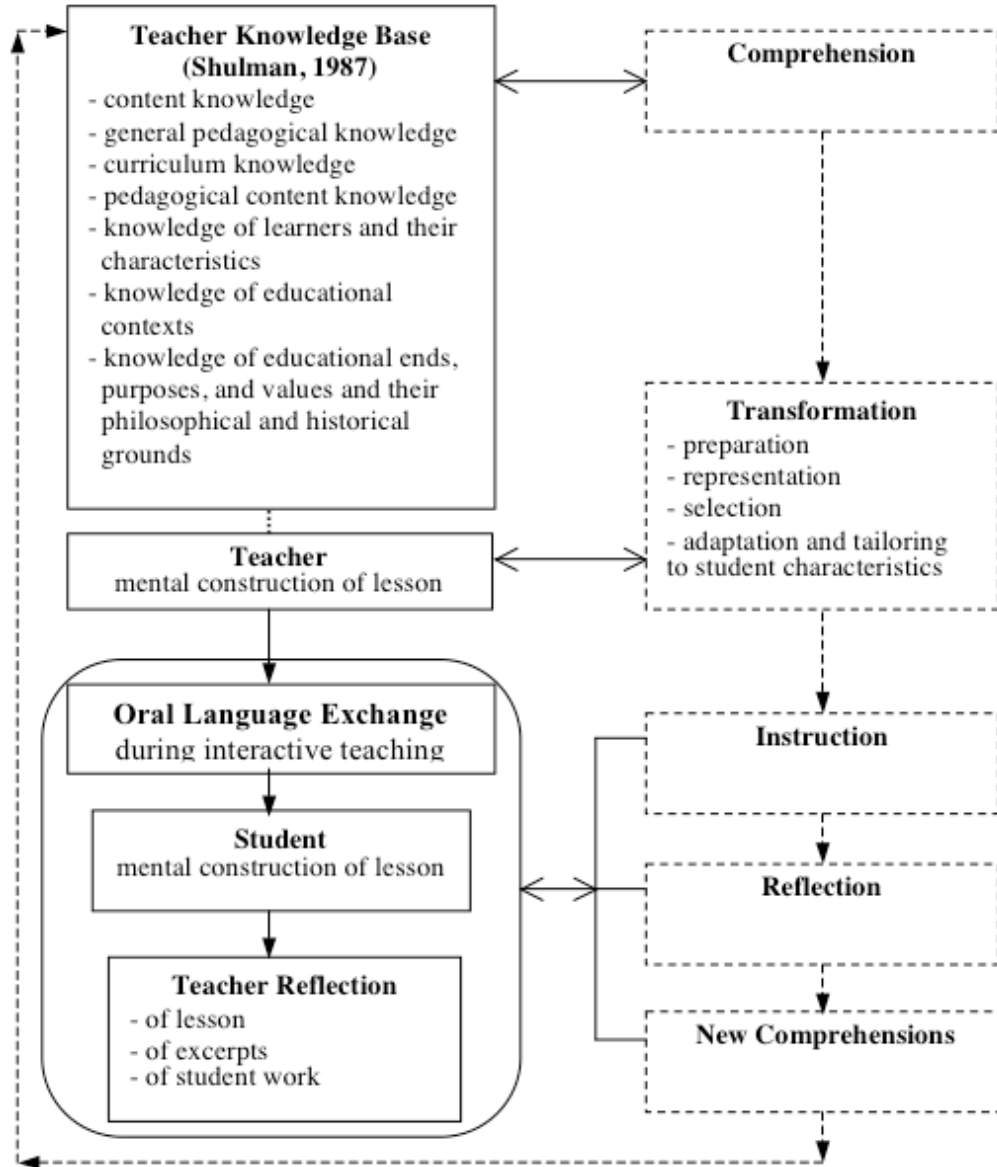 Teacher Knowledge Base
(Shulman, 1987)
- content knowledge
- general pedagogical knowledge
- curriculum knowledge
- pedagogical content knowledge
- knowledge of learners and their
characteristics
- knowledge of educational
contexts
- knowledge of educational ends,
purposes, and values and their
philosophical and historical
grounds
Teacher
mental construction of lesson
Oral Language Exchange
during interactive teaching
Student
mental construction of lesson
Teacher Reflection
- of lesson
- of excerpts
- of student work
Comprehension
Transformation
- preparation
- representation
- selection
- adaptation and tailoring
to student characteristics
Instruction
Reflection
New Comprehensions